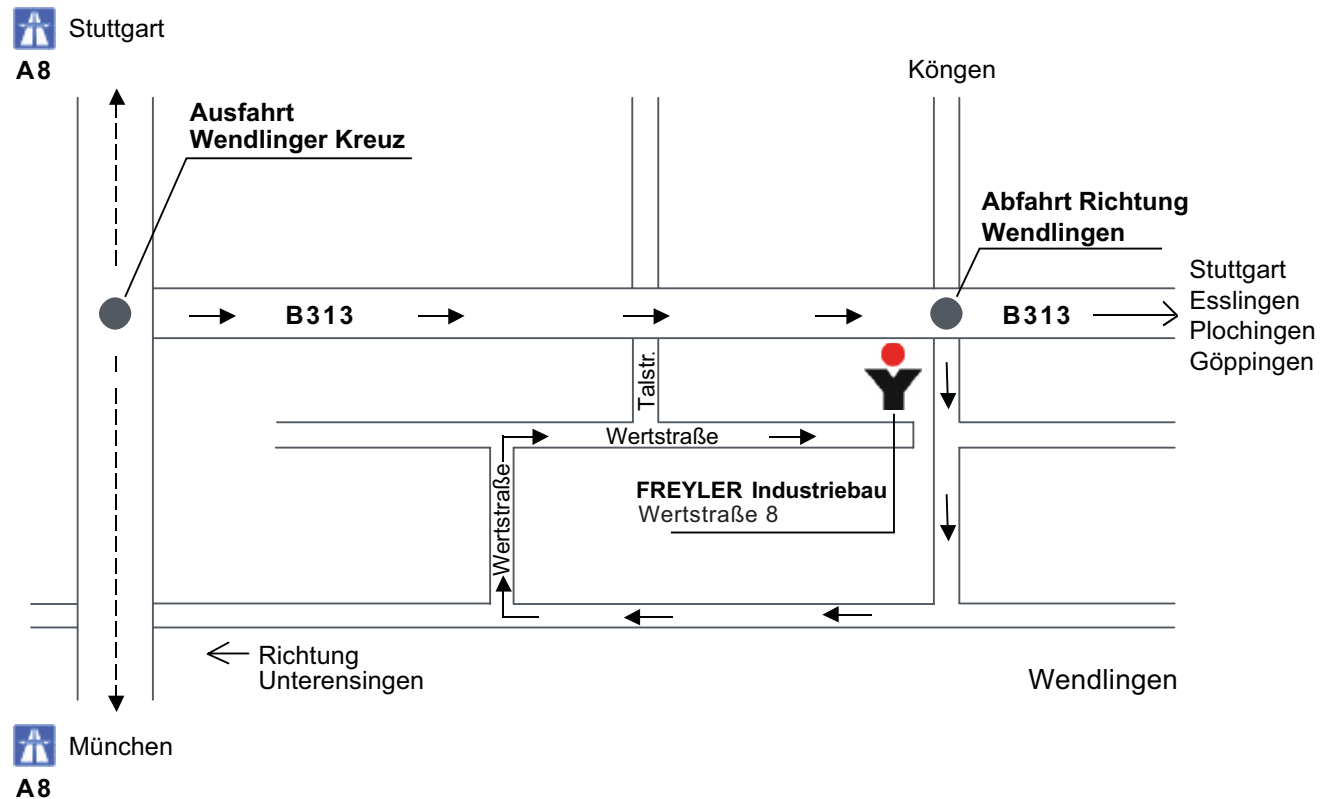 Stuttgart
A8
Köngen
Ausfahrt
Wendlinger Kreuz
Abfahrt Richtung
Wendlingen
Stuttgart
Esslingen
Plochingen
Göppingen
B313
B313
Talstr.
Wertstraße
Wertstraße
FREYLER Industriebau
Wertstraße 8
Richtung
Unterensingen
Wendlingen
München
A8